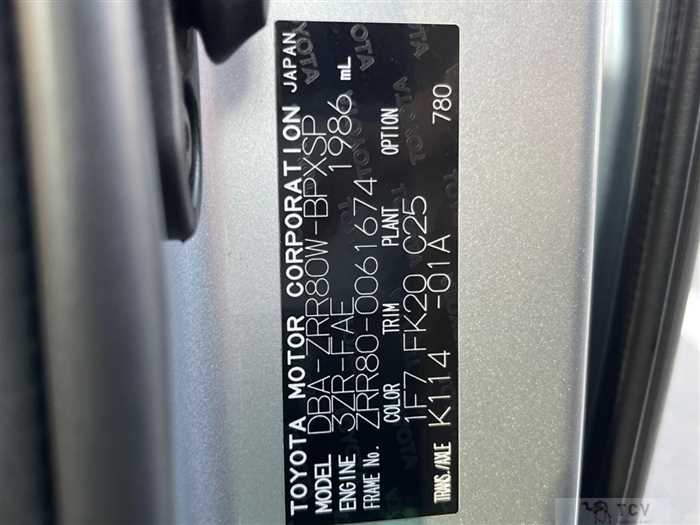 TOYOTA MOTOR CORPORATION JAPAN
MODEL DBA-ZRR80W-BPXSP
ENGINE 3ZR-FAE 1986 mL
FRAME No. ZRR80-0061674
COLOR TRIM PLANT OPTION
1F7 FK20 C25 780
TRANS./AXLE K114 -01A
TCV